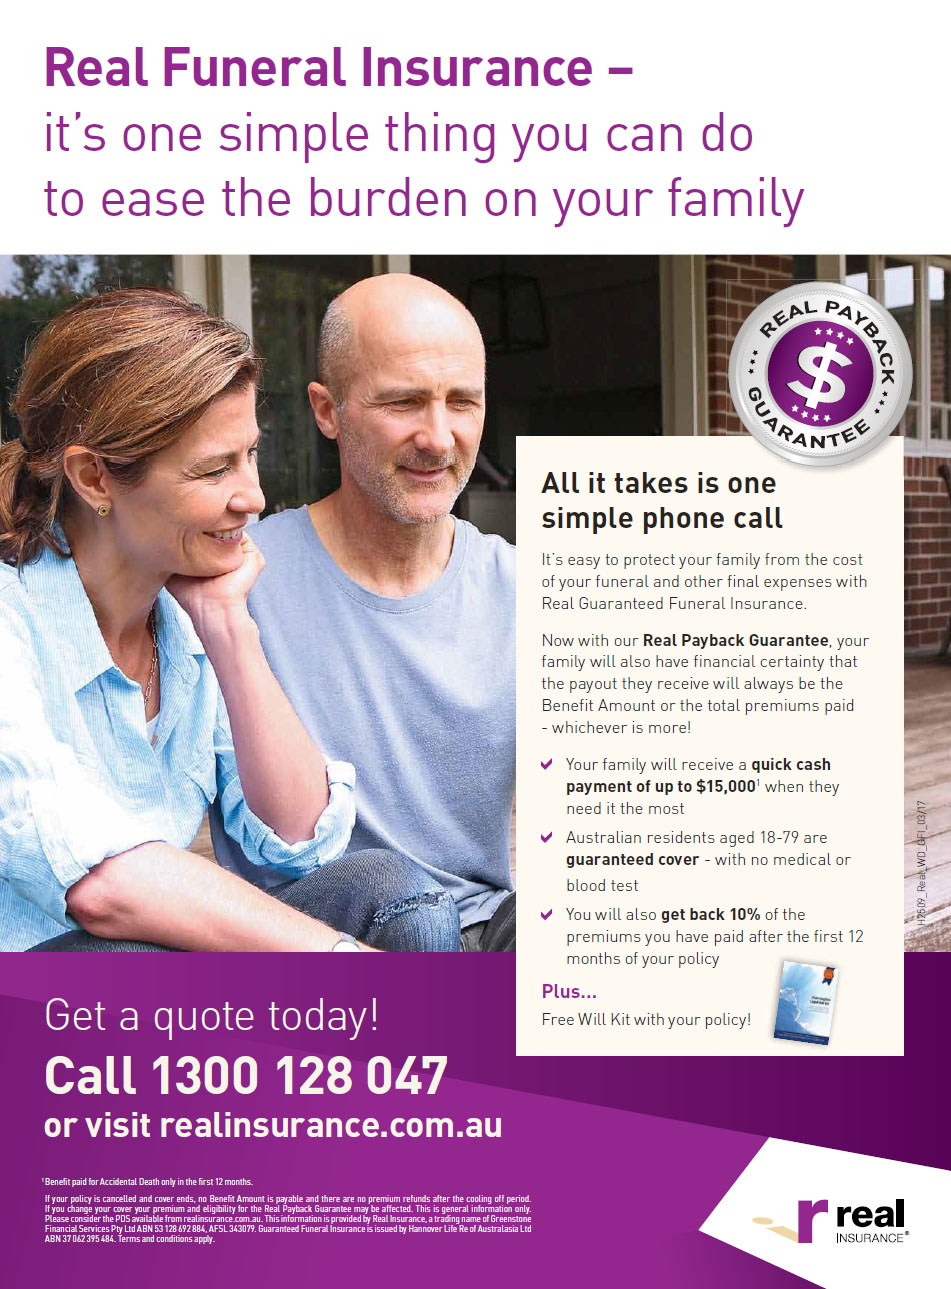 Real Funeral Insurance –
it's one simple thing you can do
to ease the burden on your family
REAL PAYBACK
$
GUARANTEE
All it takes is one
simple phone call
It's easy to protect your family from the cost
of your funeral and other final expenses with
Real Guaranteed Funeral Insurance.
Now with our Real Payback Guarantee, your
family will also have financial certainty that
the payout they receive will always be the
Benefit Amount or the total premiums paid
- whichever is more!
Your family will receive a quick cash
payment of up to $15,000¹ when they
need it the most
Australian residents aged 18-79 are
guaranteed cover - with no medical or
blood test
You will also get back 10% of the
premiums you have paid after the first 12
months of your policy
Plus...
Free Will Kit with your policy!
H2509_Real_WD_GFI_03/17
Get a quote today!
Call 1300 128 047
or visit realinsurance.com.au
¹Benefit paid for Accidental Death only in the first 12 months.
If your policy is cancelled and cover ends, no Benefit Amount is payable and there are no premium refunds after the cooling off period.
If you change your cover your premium and eligibility for the Real Payback Guarantee may be affected. This is general information only.
Please consider the PDS available from realinsurance.com.au. This information is provided by Real Insurance, a trading name of Greenstone
Financial Services Pty Ltd ABN 53 128 692 884, AFSL 343079. Guaranteed Funeral Insurance is issued by Hannover Life Re of Australasia Ltd
ABN 37 062 395 484. Terms and conditions apply.
r real
INSURANCE®